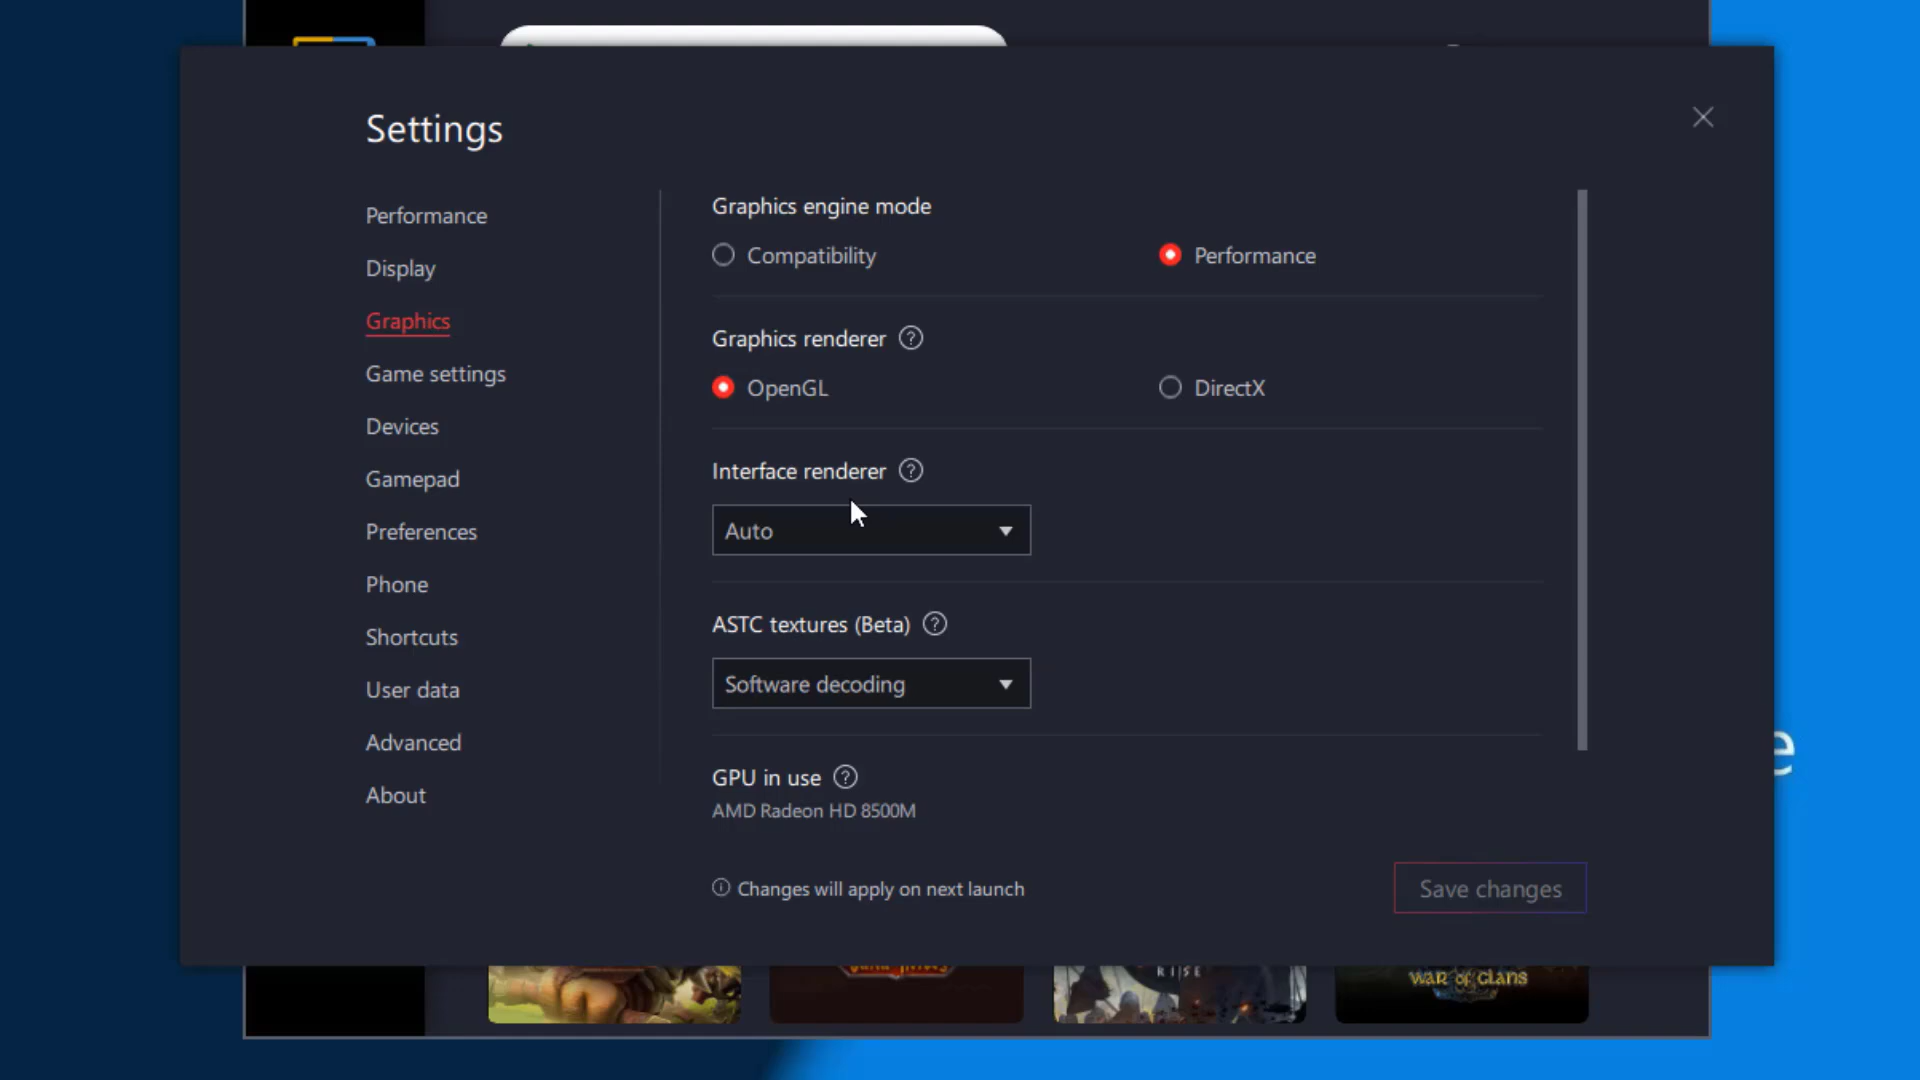 Settings
Performance
Display
Graphics
Game settings
Devices
Gamepad
Preferences
Phone
Shortcuts
User data
Advanced
About
Graphics engine mode
Compatibility
Performance
Graphics renderer
OpenGL
DirectX
Interface renderer
Auto
ASTC textures (Beta)
Software decoding
GPU in use
AMD Radeon HD 8500M
Changes will apply on next launch
Save changes
e
RISE
WAR OF CLANS